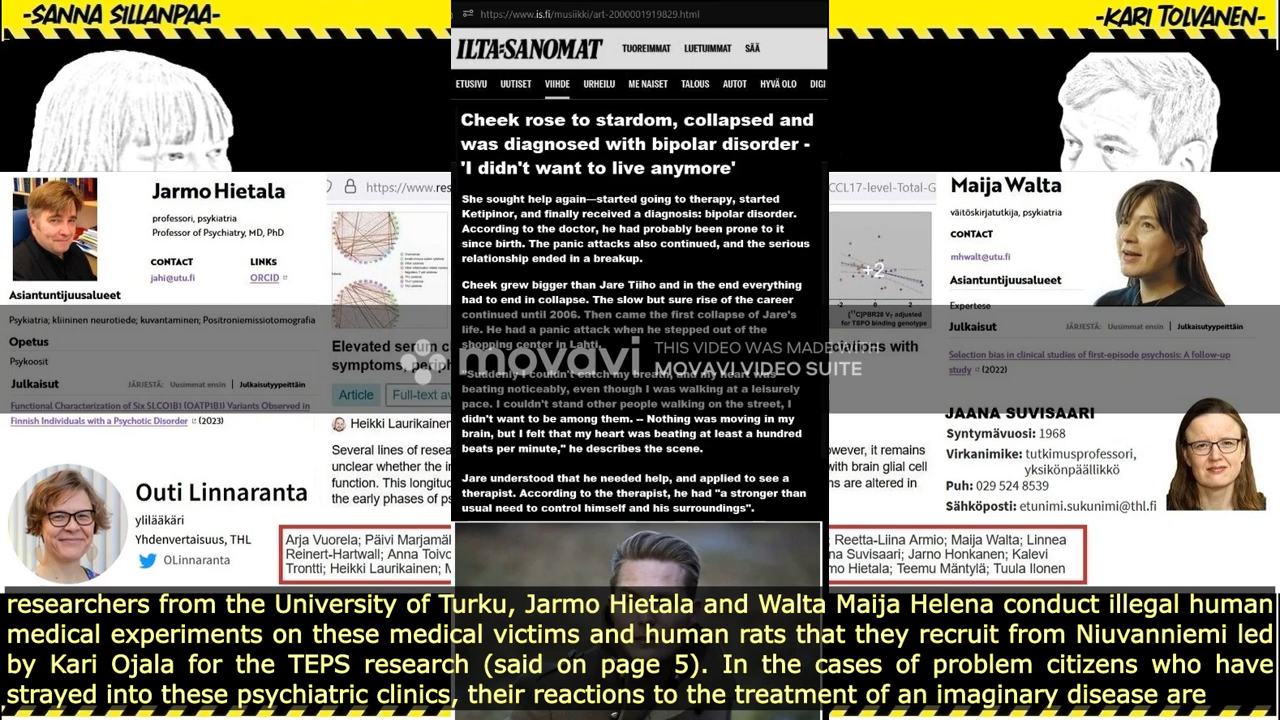 -SANNA SILLANPAA-
-KARI TOLVANEN-
https://www.is.fi/musiikki/art-2000001919829.html
ILTA-SANOMAT
TUOREIMMAT LUETUIMMAT SÄÄ
ETUSIVU UUTISET VIIHDE URHEILU ME NAISET TALOUS AUTOT HYVÄ OLO DIGI
Cheek rose to stardom, collapsed and
was diagnosed with bipolar disorder -
'I didn't want to live anymore'
She sought help again—started going to therapy, started
Ketipinor, and finally received a diagnosis: bipolar disorder.
According to the doctor, he had probably been prone to it
since birth. The panic attacks also continued, and the serious
relationship ended in a breakup.
Cheek grew bigger than Jare Tiiho and in the end everything
had to end in collapse. The slow but sure rise of the career
continued until 2006. Then came the first collapse of Jare's
life. He had a panic attack when he stepped out of the
shopping center in Lahti.
"Suddenly I couldn't catch my breath, and my heart was
beating noticeably, even though I was walking at a leisurely
pace. I couldn't stand other people walking on the street, I
didn't want to be among them. -- Nothing was moving in my
brain, but I felt that my heart was beating at least a hundred
beats per minute," he describes the scene.
Jare understood that he needed help, and applied to see a
therapist. According to the therapist, he had "a stronger than
usual need to control himself and his surroundings".
Jarmo Hietala
professori, psykiatria
Professor of Psychiatry, MD, PhD
CONTACT LINKS
jahi@utu.fi ORCID
Asiantuntijuusalueet
Psykiatria; kliininen neurotiede; kuvantaminen; Positroniemissiotomografia
Opetus
Psykoosit
Julkaisut JÄRJESTÄ: Uusimmat ensin | Julkaisutyypeittäin
Functional Characterization of Six SLCO1B1 (OATP1B1) Variants Observed in
Finnish Individuals with a Psychotic Disorder (2023)
https://www.res
Elevated serum c
symptoms, periph
Article Full-text av
Heikki Laurikainen
Several lines of resea
unclear whether the in
function. This longitud
the early phases of ps
CCL17-level-Total-G
+2
-2 0 2
[11C]PBR28 VT adjusted
for TSPO binding genotype
ciations with
owever, it remains
with brain glial cell
are altered in
Maija Walta
väitöskirjatutkija, psykiatria
CONTACT
mhwalt@utu.fi
Asiantuntijuusalueet
Expertese
Julkaisut JÄRJESTÄ: Uusimmat ensin | Julkaisutyypeittäin
Selection bias in clinical studies of first-episode psychosis: A follow-up
study (2022)
movavi
THIS VIDEO WAS MADE WITH
MOVAVI VIDEO SUITE
JAANA SUVISAARI
Syntymävuosi: 1968
Virkanimike: tutkimusprofessori,
yksikönpäällikkö
Puh: 029 524 8539
Sähköposti: etunimi.sukunimi@thl.fi
Outi Linnaranta
ylilääkäri
Yhdenvertaisuus, THL
OLinnaranta
Arja Vuorela; Päivi Marjamäk
Reinert-Hartwall; Anna Toivo
Trontti; Heikki Laurikainen; M
; Reetta-Liina Armio; Maija Walta; Linnea
na Suvisaari; Jarno Honkanen; Kalevi
mo Hietala; Teemu Mäntylä; Tuula Ilonen
researchers from the University of Turku, Jarmo Hietala and Walta Maija Helena conduct illegal human
medical experiments on these medical victims and human rats that they recruit from Niuvanniemi led
by Kari Ojala for the TEPS research (said on page 5). In the cases of problem citizens who have
strayed into these psychiatric clinics, their reactions to the treatment of an imaginary disease are